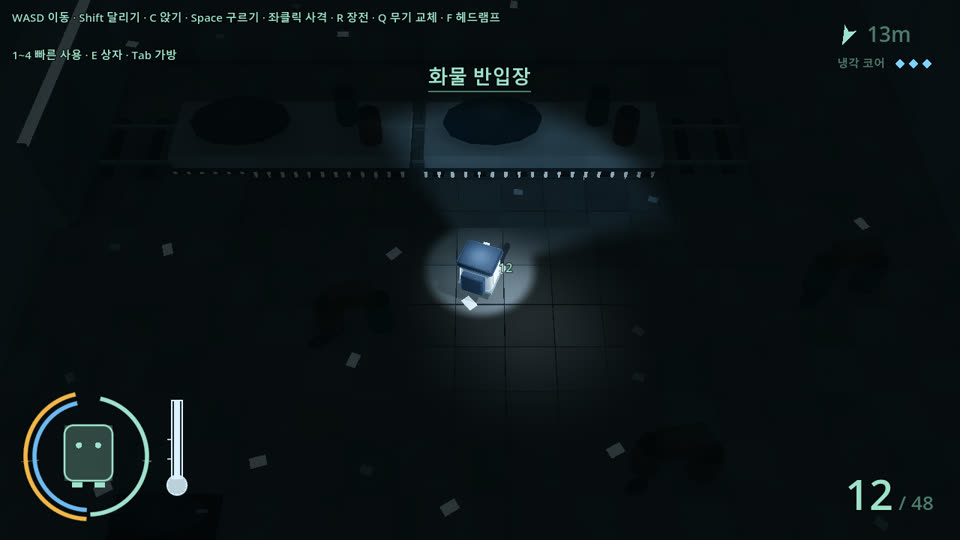 WASD 이동 · Shift 달리기 · C 앉기 · Space 구르기 · 좌클릭 사격 · R 장전 · Q 무기 교체 · F 헤드램프
1~4 빠른 사용 · E 상자 · Tab 가방
13m
냉각 코어
화물 반입장
12
12 / 48